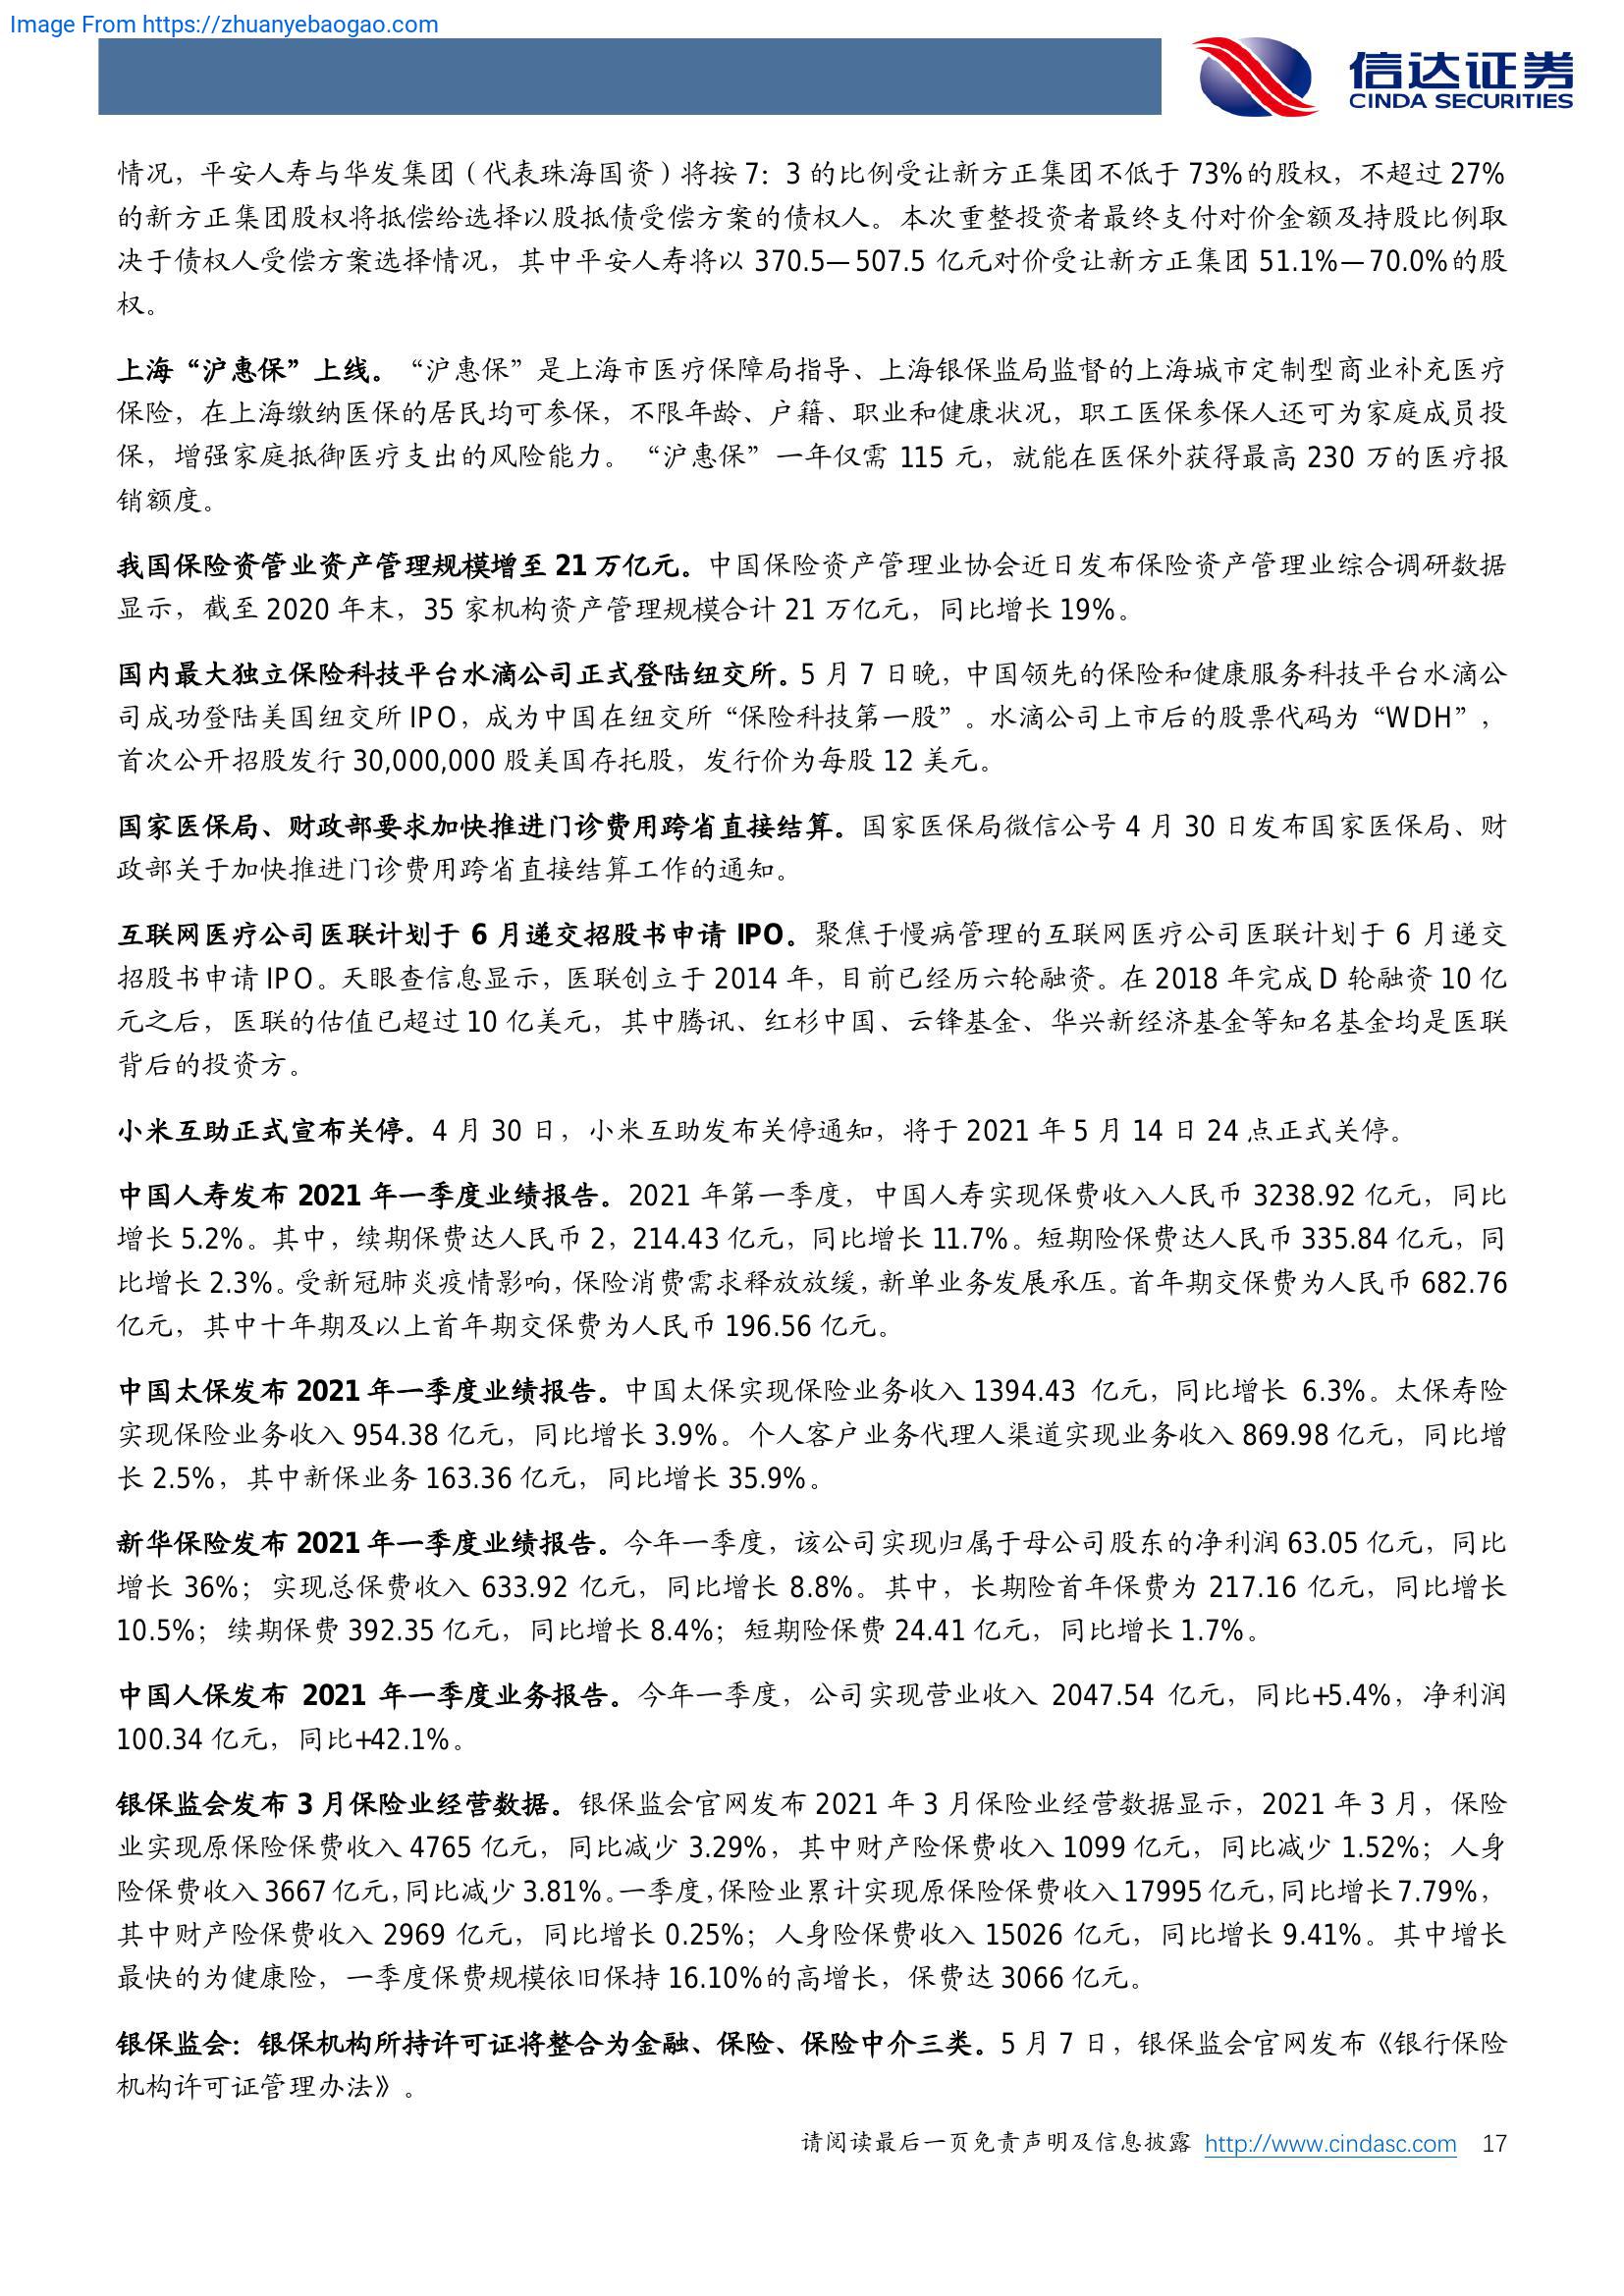 Image From https://zhuanyebaogao.com
信达证券
CINDA SECURITIES
情况，平安人寿与华发集团（代表珠海国资）将按 7：3 的比例受让新方正集团不低于 73%的股权，不超过 27%
的新方正集团股权将抵偿给选择以股抵债受偿方案的债权人。本次重整投资者最终支付对价金额及持股比例取
决于债权人受偿方案选择情况，其中平安人寿将以 370.5—507.5 亿元对价受让新方正集团 51.1%—70.0%的股
权。
上海“沪惠保”上线。“沪惠保”是上海市医疗保障局指导、上海银保监局监督的上海城市定制型商业补充医疗
保险，在上海缴纳医保的居民均可参保，不限年龄、户籍、职业和健康状况，职工医保参保人还可为家庭成员投
保，增强家庭抵御医疗支出的风险能力。“沪惠保”一年仅需 115 元，就能在医保外获得最高 230 万的医疗报
销额度。
我国保险资管业资产管理规模增至 21 万亿元。中国保险资产管理业协会近日发布保险资产管理业综合调研数据
显示，截至 2020 年末，35 家机构资产管理规模合计 21 万亿元，同比增长 19%。
国内最大独立保险科技平台水滴公司正式登陆纽交所。5 月 7 日晚，中国领先的保险和健康服务科技平台水滴公
司成功登陆美国纽交所 IPO，成为中国在纽交所“保险科技第一股”。水滴公司上市后的股票代码为“WDH”，
首次公开招股发行 30,000,000 股美国存托股，发行价为每股 12 美元。
国家医保局、财政部要求加快推进门诊费用跨省直接结算。国家医保局微信公号 4 月 30 日发布国家医保局、财
政部关于加快推进门诊费用跨省直接结算工作的通知。
互联网医疗公司医联计划于 6 月递交招股书申请 IPO。聚焦于慢病管理的互联网医疗公司医联计划于 6 月递交
招股书申请 IPO。天眼查信息显示，医联创立于 2014 年，目前已经历六轮融资。在 2018 年完成 D 轮融资 10 亿
元之后，医联的估值已超过 10 亿美元，其中腾讯、红杉中国、云锋基金、华兴新经济基金等知名基金均是医联
背后的投资方。
小米互助正式宣布关停。4 月 30 日，小米互助发布关停通知，将于 2021 年 5 月 14 日 24 点正式关停。
中国人寿发布 2021 年一季度业绩报告。2021 年第一季度，中国人寿实现保费收入人民币 3238.92 亿元，同比
增长 5.2%。其中，续期保费达人民币 2，214.43 亿元，同比增长 11.7%。短期险保费达人民币 335.84 亿元，同
比增长 2.3%。受新冠肺炎疫情影响，保险消费需求释放放缓，新单业务发展承压。首年期交保费为人民币 682.76
亿元，其中十年期及以上首年期交保费为人民币 196.56 亿元。
中国太保发布 2021 年一季度业绩报告。中国太保实现保险业务收入 1394.43 亿元，同比增长 6.3%。太保寿险
实现保险业务收入 954.38 亿元，同比增长 3.9%。个人客户业务代理人渠道实现业务收入 869.98 亿元，同比增
长 2.5%，其中新保业务 163.36 亿元，同比增长 35.9%。
新华保险发布 2021 年一季度业绩报告。今年一季度，该公司实现归属于母公司股东的净利润 63.05 亿元，同比
增长 36%；实现总保费收入 633.92 亿元，同比增长 8.8%。其中，长期险首年保费为 217.16 亿元，同比增长
10.5%；续期保费 392.35 亿元，同比增长 8.4%；短期险保费 24.41 亿元，同比增长 1.7%。
中国人保发布 2021 年一季度业务报告。今年一季度，公司实现营业收入 2047.54 亿元，同比+5.4%，净利润
100.34 亿元，同比+42.1%。
银保监会发布 3 月保险业经营数据。银保监会官网发布 2021 年 3 月保险业经营数据显示，2021 年 3 月，保险
业实现原保险保费收入 4765 亿元，同比减少 3.29%，其中财产险保费收入 1099 亿元，同比减少 1.52%；人身
险保费收入 3667 亿元，同比减少 3.81%。一季度，保险业累计实现原保险保费收入 17995 亿元，同比增长 7.79%，
其中财产险保费收入 2969 亿元，同比增长 0.25%；人身险保费收入 15026 亿元，同比增长 9.41%。其中增长
最快的为健康险，一季度保费规模依旧保持 16.10%的高增长，保费达 3066 亿元。
银保监会：银保机构所持许可证将整合为金融、保险、保险中介三类。5 月 7 日，银保监会官网发布《银行保险
机构许可证管理办法》。
请阅读最后一页免责声明及信息披露 http://www.cindasc.com 17